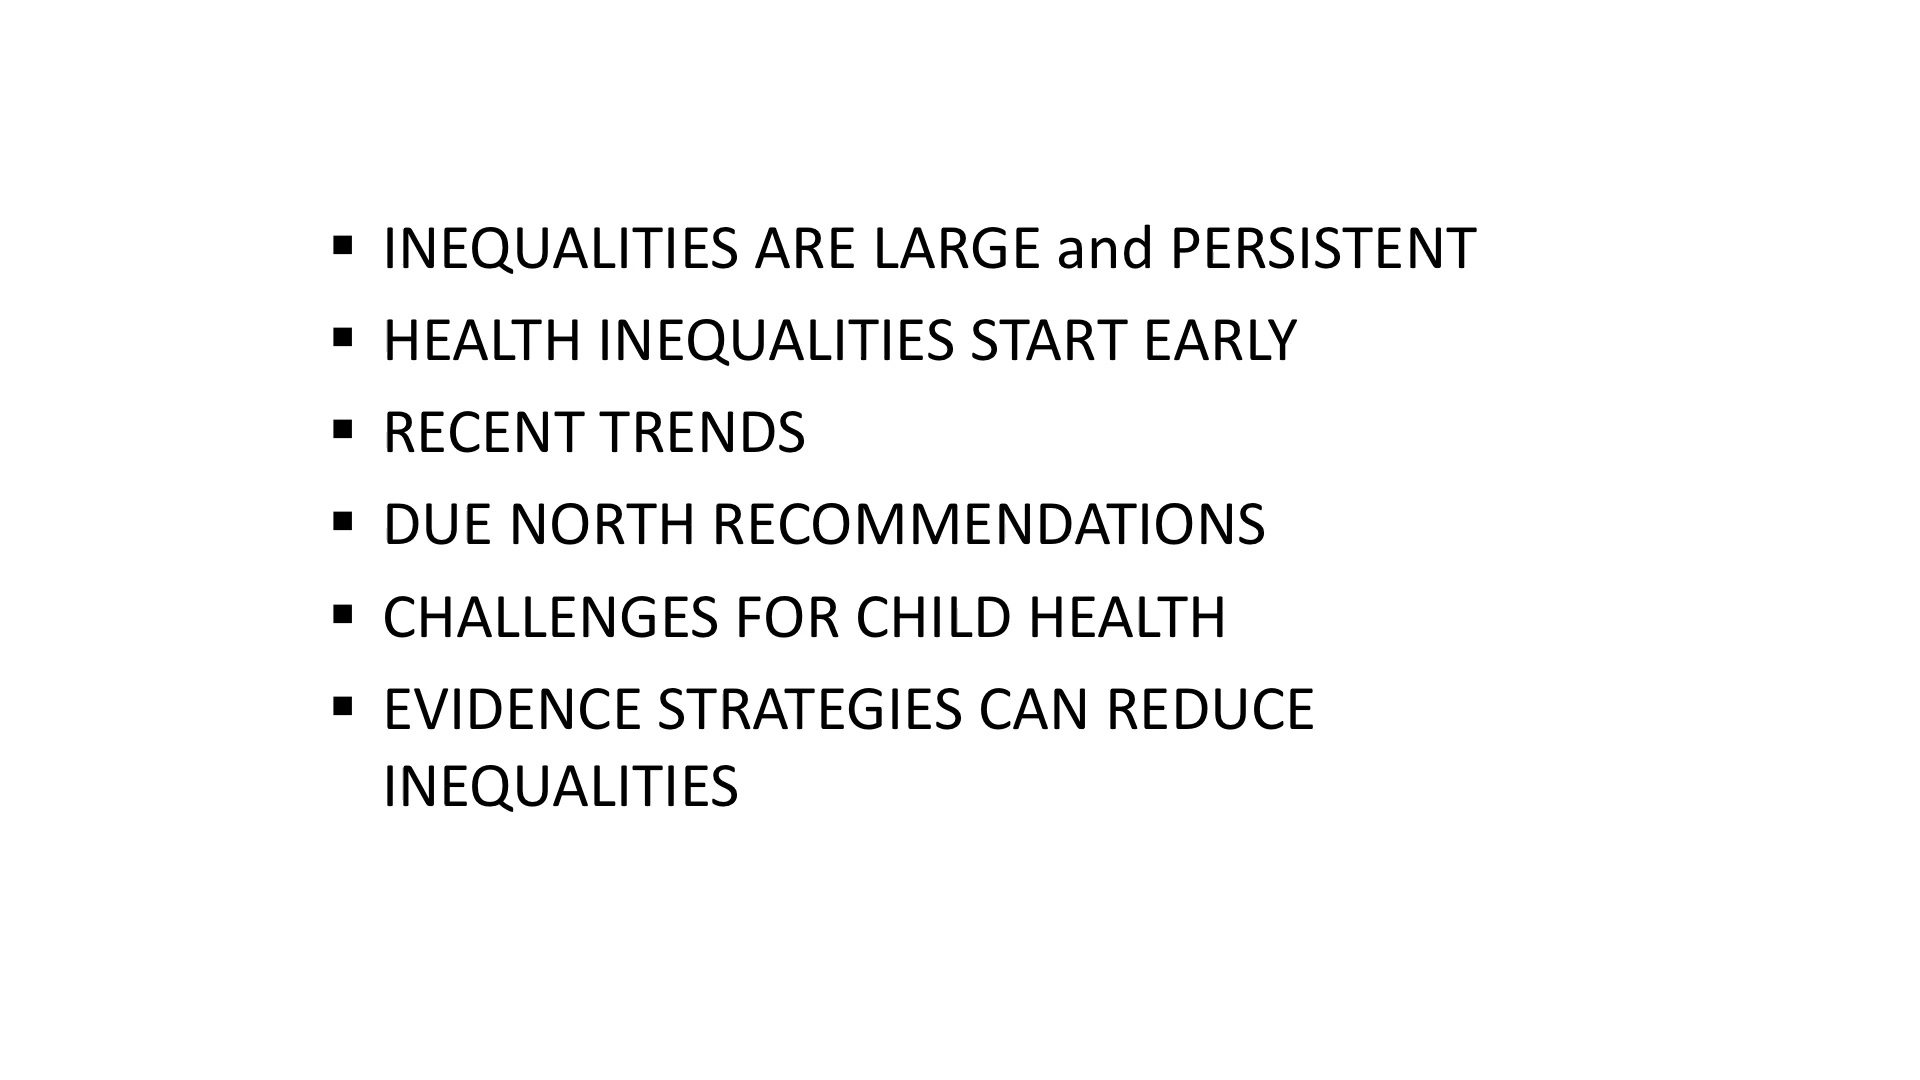 ▪ INEQUALITIES ARE LARGE and PERSISTENT
▪ HEALTH INEQUALITIES START EARLY
▪ RECENT TRENDS
▪ DUE NORTH RECOMMENDATIONS
▪ CHALLENGES FOR CHILD HEALTH
▪ EVIDENCE STRATEGIES CAN REDUCE
INEQUALITIES